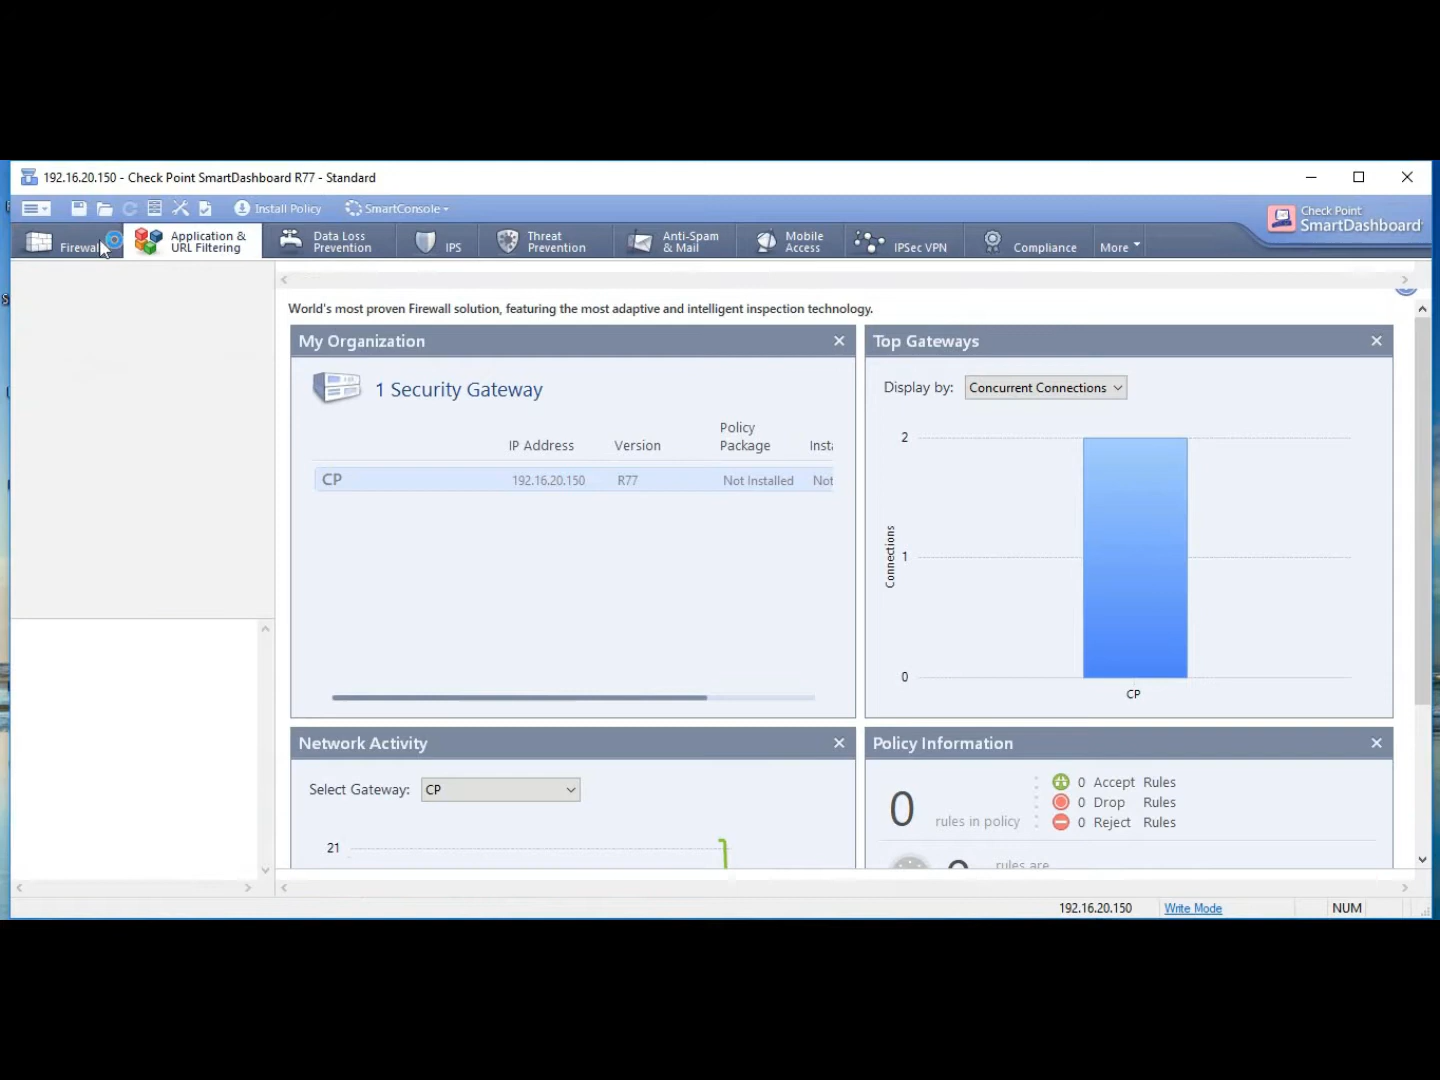 192.16.20.150 - Check Point SmartDashboard R77 - Standard
Install Policy
SmartConsole
Check Point
SmartDashboard
Firewall
Application &
URL Filtering
Data Loss
Prevention
IPS
Threat
Prevention
Anti-Spam
& Mail
Mobile
Access
IPSec VPN
Compliance
More
World's most proven Firewall solution, featuring the most adaptive and intelligent inspection technology.
My Organization
1 Security Gateway
IP Address
Version
Policy
Package
Insta
CP
192.16.20.150
R77
Not Installed
Not
Top Gateways
Display by:
Concurrent Connections
2
1
0
Connections
CP
Network Activity
Select Gateway:
CP
21
Policy Information
0
rules in policy
0 Accept Rules
0 Drop Rules
0 Reject Rules
rules are
192.16.20.150
Write Mode
NUM